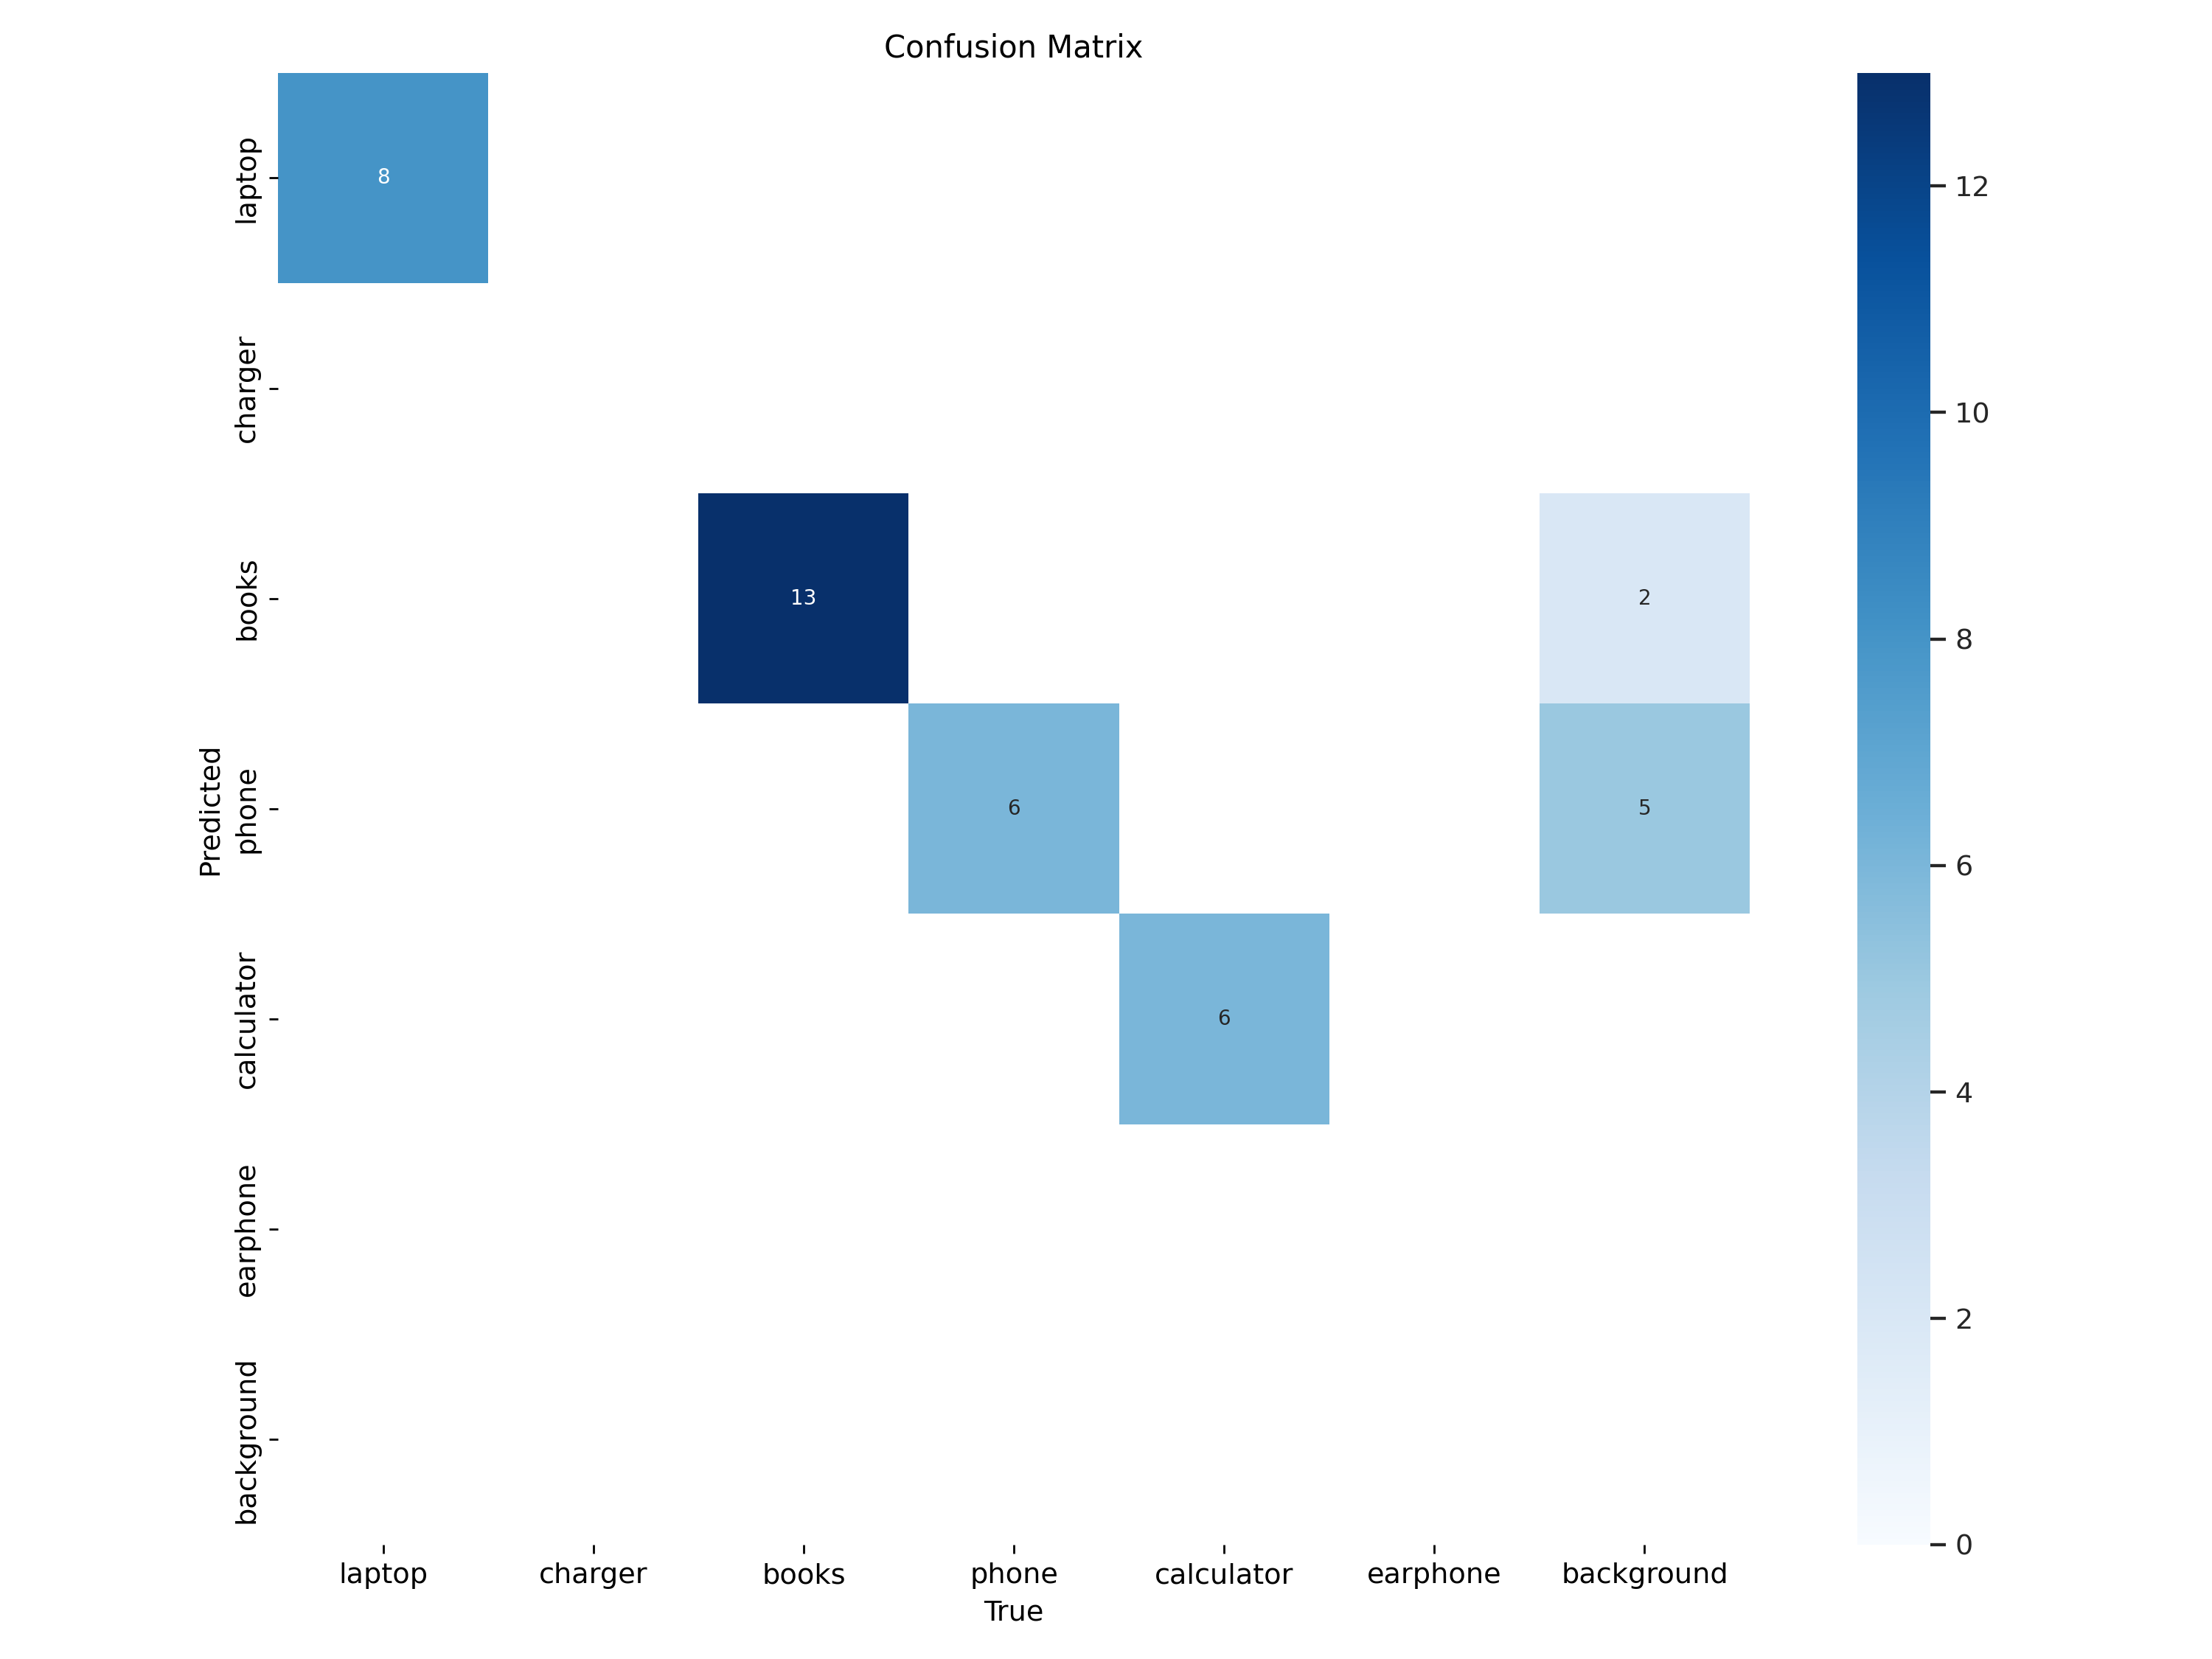 Confusion Matrix
laptop
charger
books
phone
calculator
earphone
background
Predicted
8
13
2
6
5
6
laptop
charger
books
phone
calculator
earphone
background
True
12
10
8
6
4
2
0